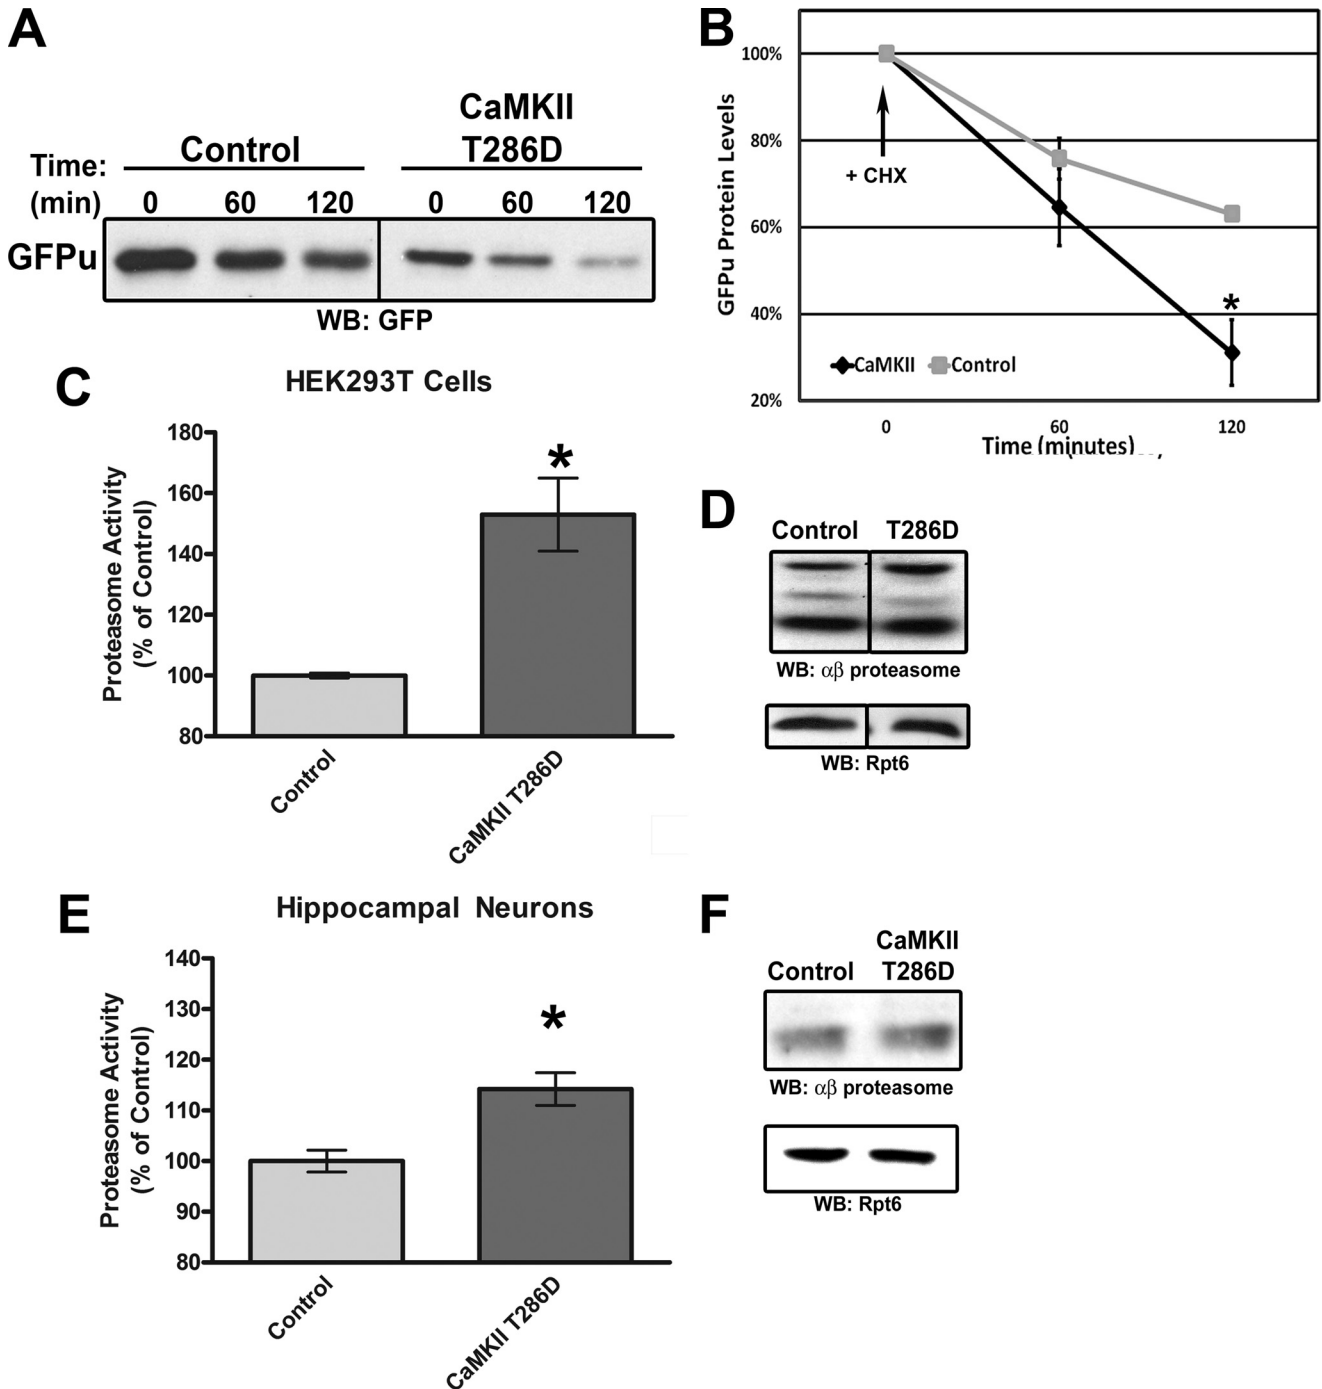 A
CaMKII
Control T286D
Time:
(min) 0 60 120 0 60 120
GFPu
WB: GFP
B
100%
80%
60%
40%
20%
GFPu Protein Levels
+ CHX
*
CaMKII Control
0 60 120
Time (minutes)
C
HEK293T Cells
180
160
140
120
100
80
Proteasome Activity
(% of Control)
*
Control
CaMKII T286D
D
Control T286D
WB: αβ proteasome
WB: Rpt6
E
Hippocampal Neurons
140
130
120
110
100
90
80
Proteasome Activity
(% of Control)
*
Control
CaMKII T286D
F
CaMKII
Control T286D
WB: αβ proteasome
WB: Rpt6